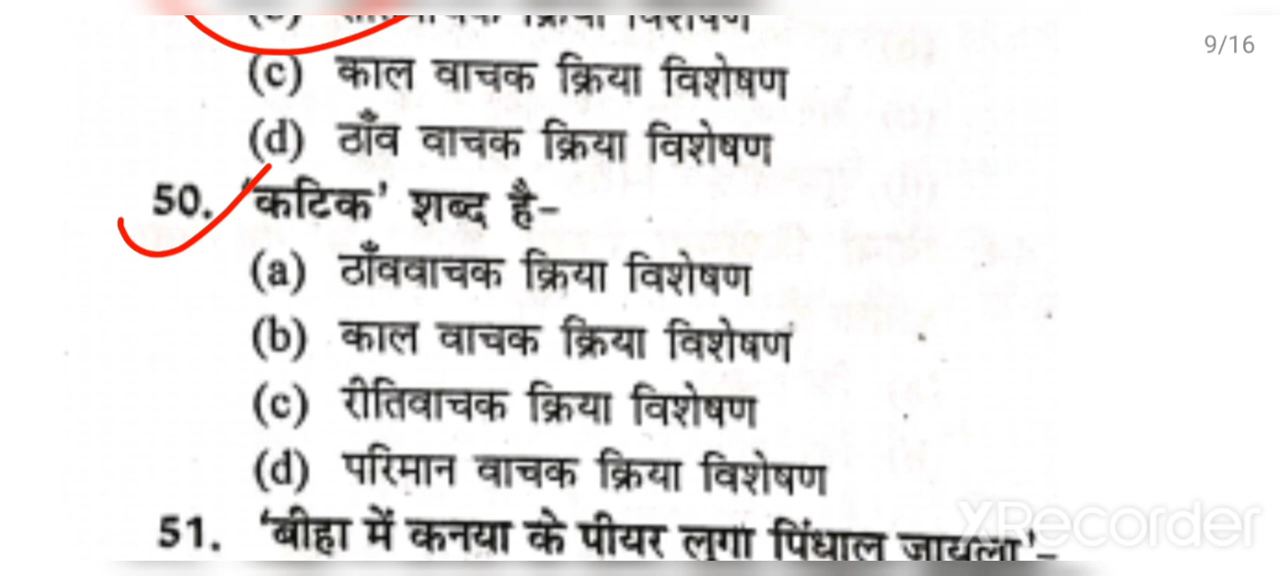 9/16
(c) काल वाचक क्रिया विशेषण
(d) ठाँव वाचक क्रिया विशेषण
50. 'कटिक' शब्द है-
(a) ठाँववाचक क्रिया विशेषण
(b) काल वाचक क्रिया विशेषण
(c) रीतिवाचक क्रिया विशेषण
(d) परिमान वाचक क्रिया विशेषण
51. 'बीहा में कनया के पीयर लुगा पिंधाल जायला'-
XRecorder